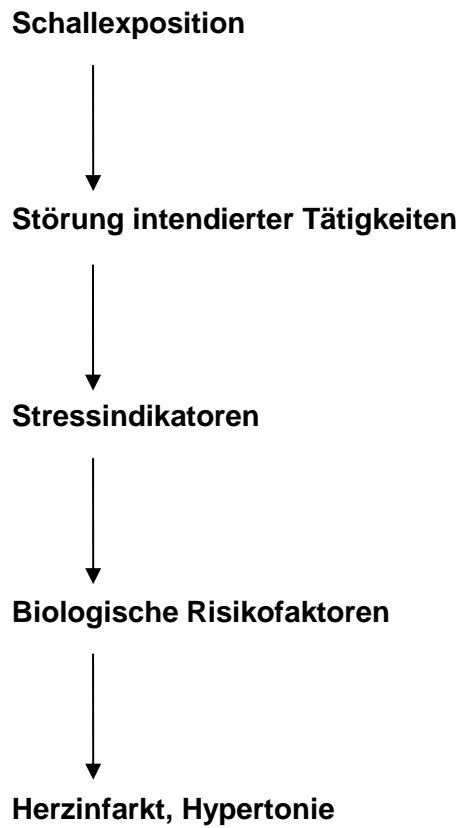 Schallexposition
Störung intendierter Tätigkeiten
Stressindikatoren
Biologische Risikofaktoren
Herzinfarkt, Hypertonie